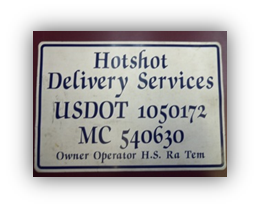 Hotshot
Delivery Services
USDOT 1050172
MC 540630
Owner Operator H.S. Ra Tem